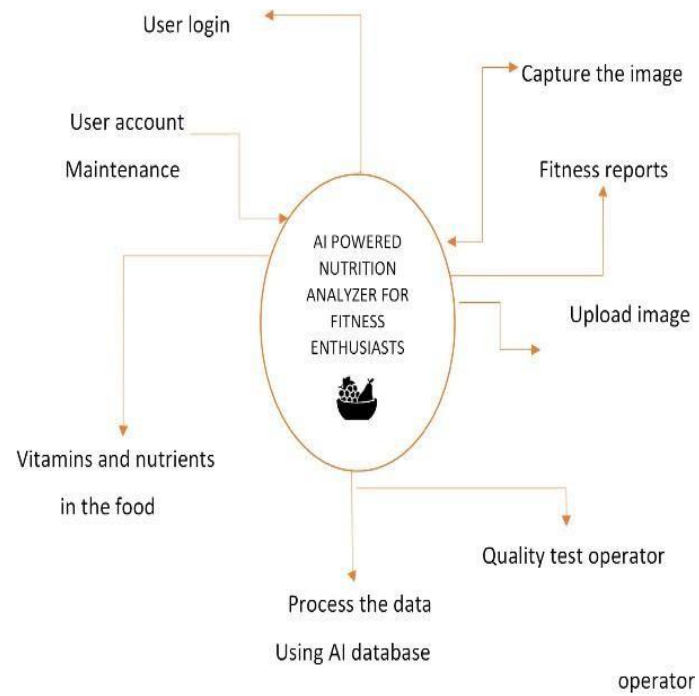 User login
Capture the image
User account
Maintenance
Fitness reports
AI POWERED
NUTRITION
ANALYZER FOR
FITNESS
ENTHUSIASTS
Upload image
Vitamins and nutrients
in the food
Quality test operator
Process the data
Using AI database
operator